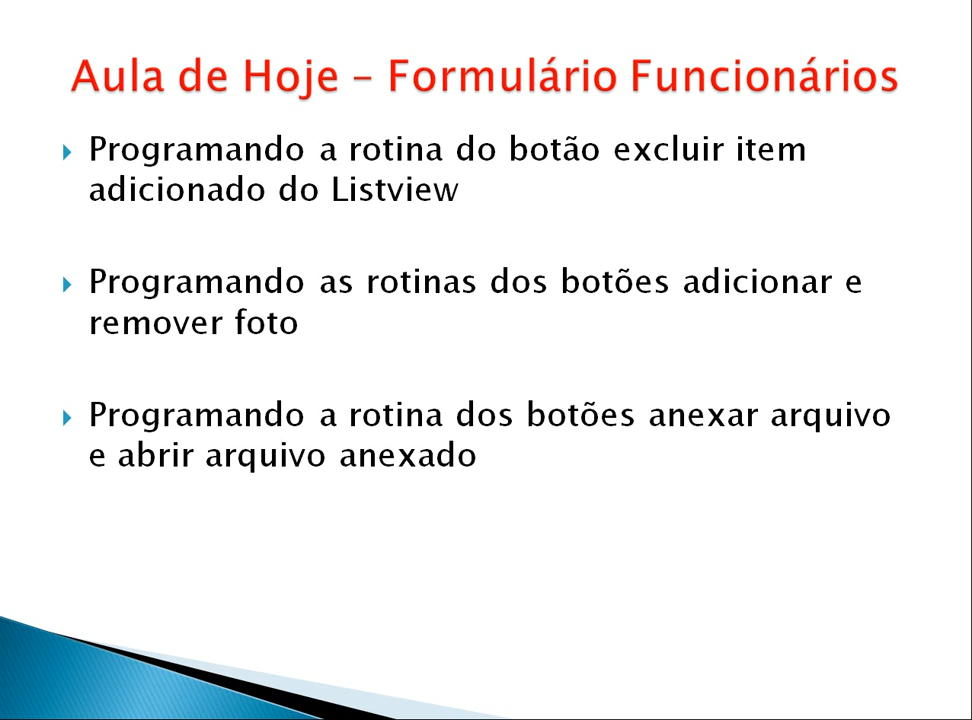 Aula de Hoje – Formulário Funcionários
Programando a rotina do botão excluir item
adicionado do Listview
Programando as rotinas dos botões adicionar e
remover foto
Programando a rotina dos botões anexar arquivo
e abrir arquivo anexado